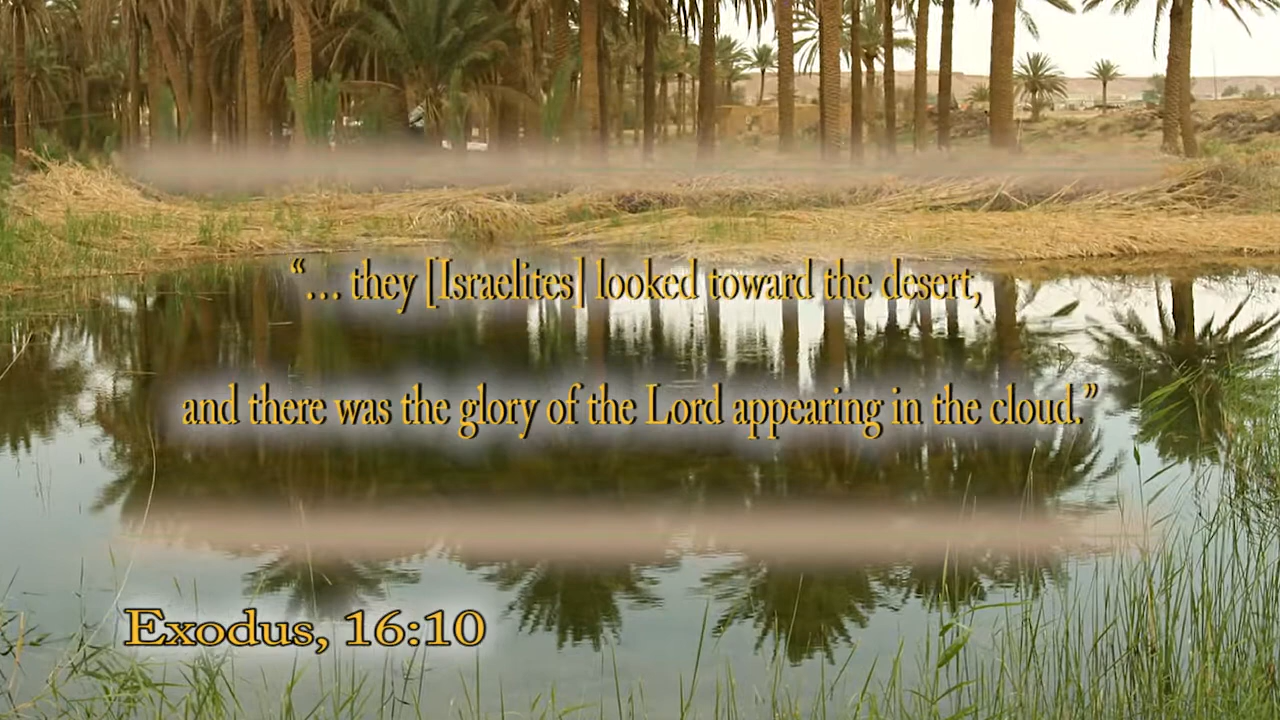 “... they [Israelites] looked toward the desert,
and there was the glory of the Lord appearing in the cloud.”
Exodus, 16:10